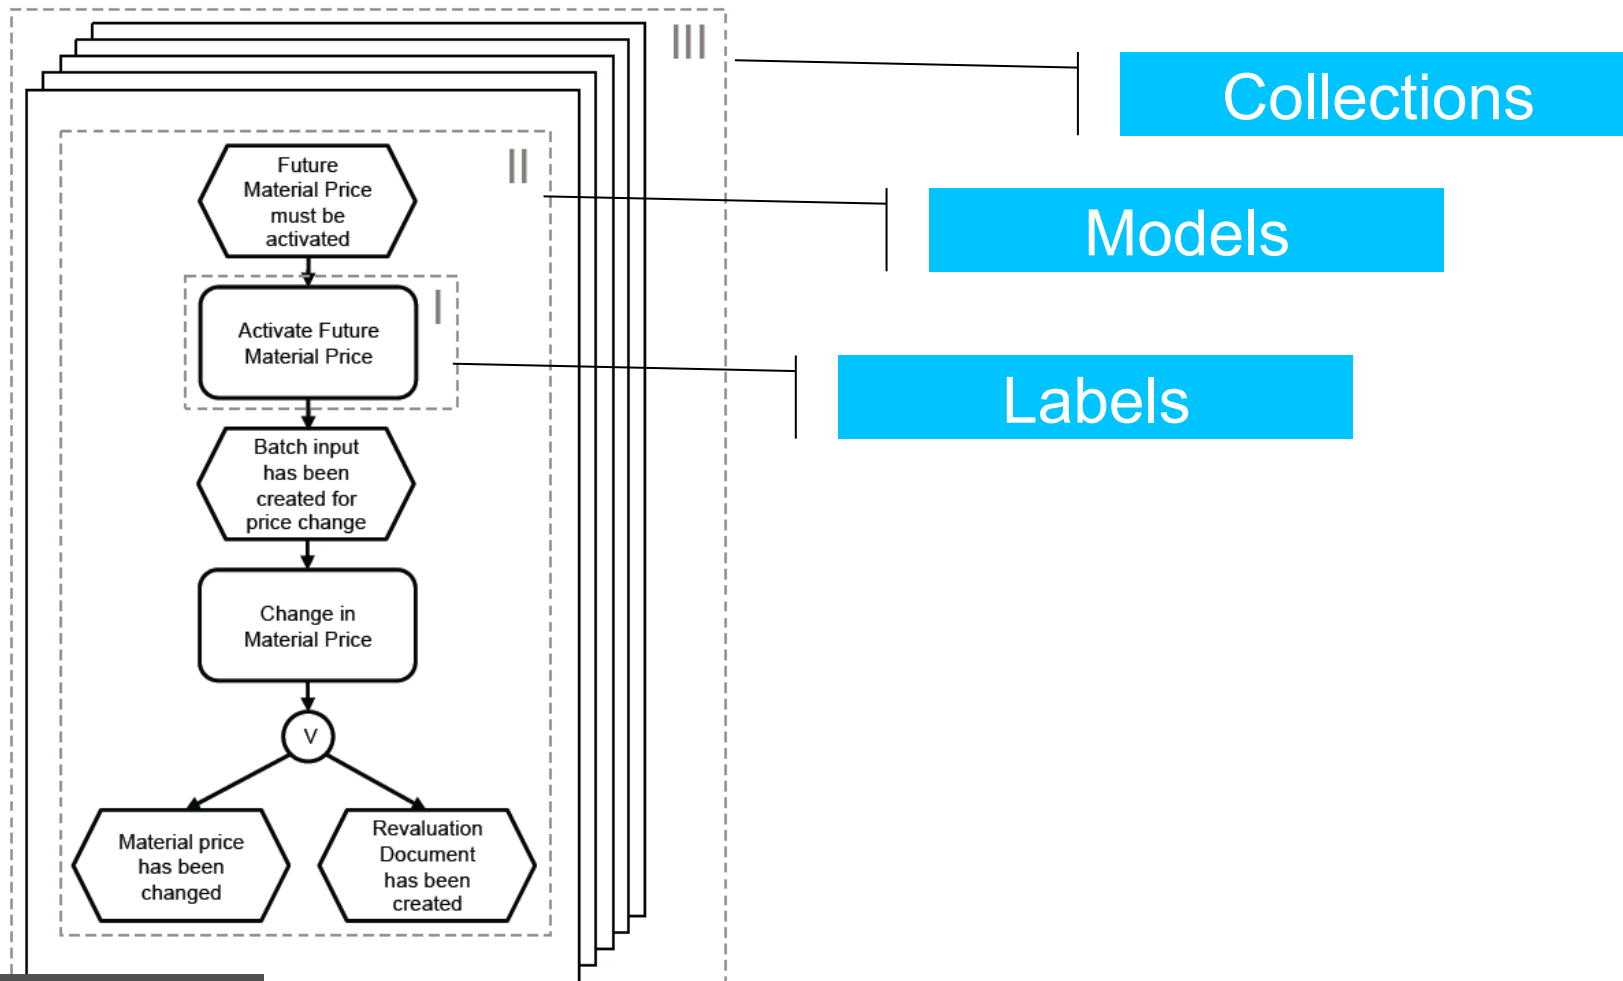 III
Collections
II
Future
Material Price
must be
activated
Models
I
Activate Future
Material Price
Labels
Batch input
has been
created for
price change
Change in
Material Price
V
Material price
has been
changed
Revaluation
Document
has been
created